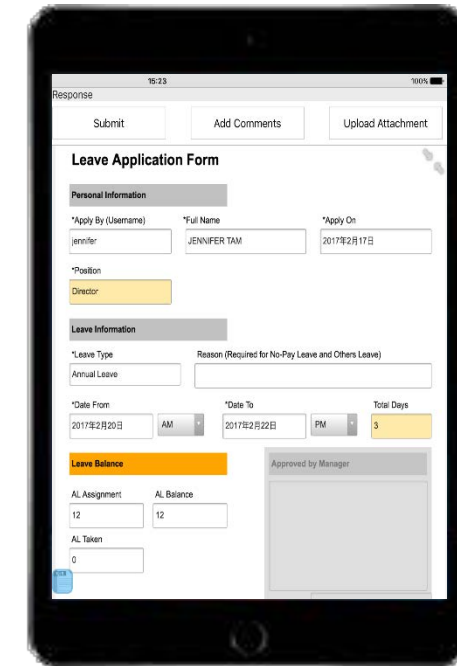 15:23 100%
Response
Submit Add Comments Upload Attachment
Leave Application Form
Personal Information
*Apply By (Username) *Full Name *Apply On
jennifer JENNIFER TAM 2017年2月17日
*Position
Director
Leave Information
*Leave Type Reason (Required for No-Pay Leave and Others Leave)
Annual Leave
*Date From *Date To Total Days
2017年2月20日 AM 2017年2月22日 PM 3
Leave Balance Approved by Manager
AL Assignment AL Balance
12 12
AL Taken
0